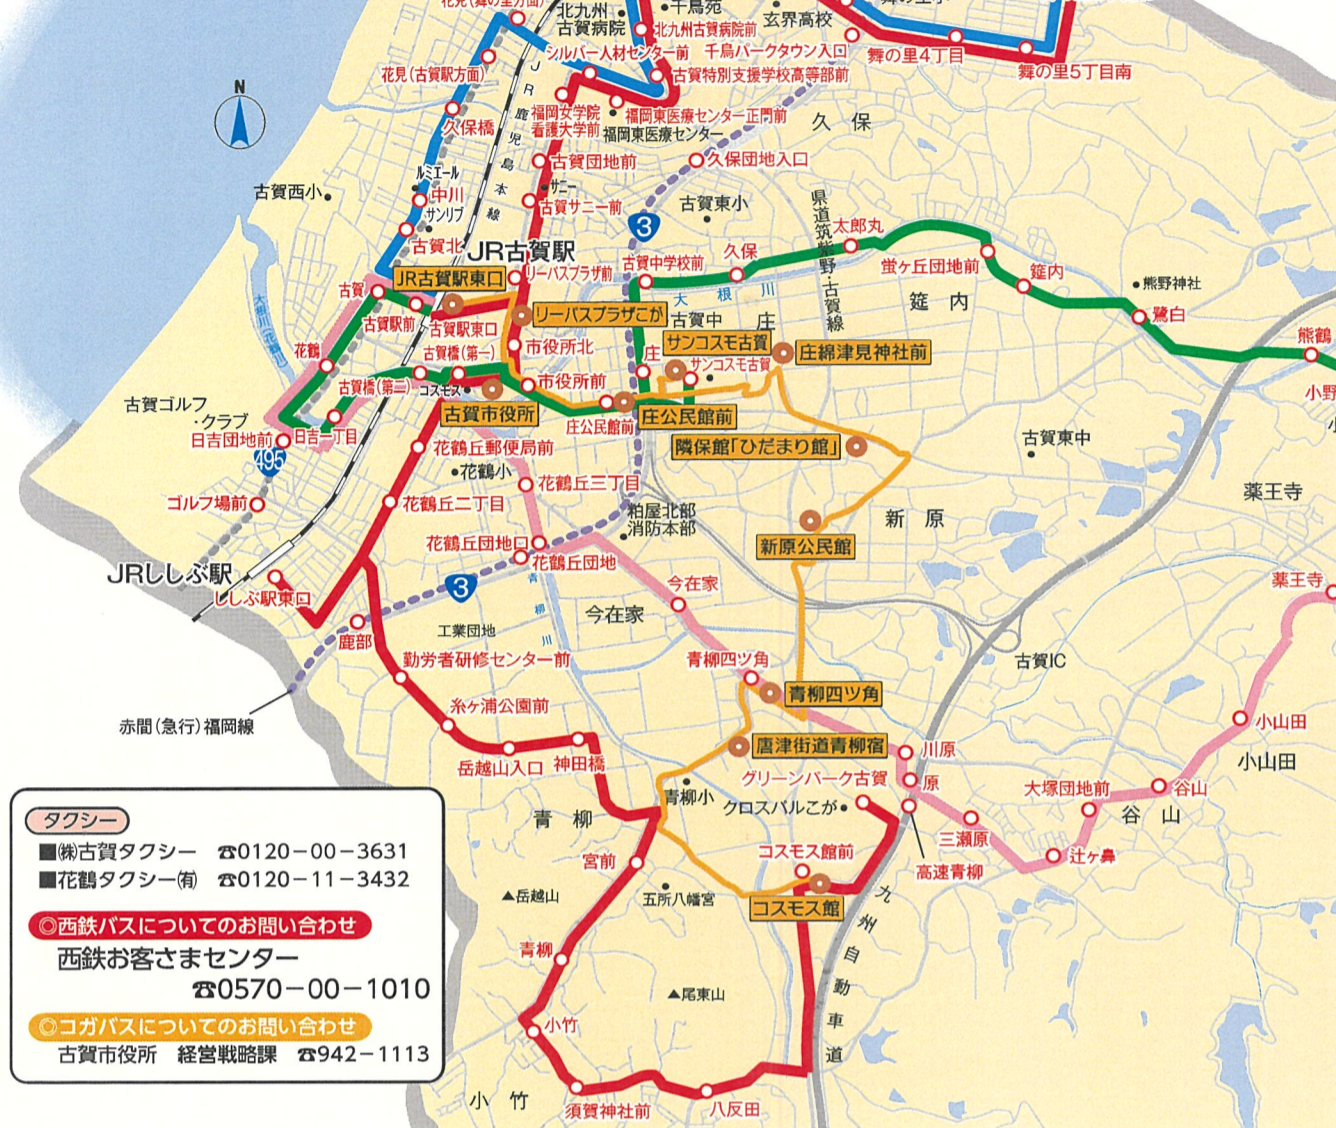 北九州
古賀病院
千鳥苑
北九州古賀病院前
玄界高校
シルバー人材センター前
千鳥パークタウン入口
舞の里4丁目
舞の里5丁目南
花見(古賀駅方面)
古賀特別支援学校高等部前
福岡女学院
看護大学前
福岡東医療センター正門前
福岡東医療センター
久保
N
久保橋
JR鹿児島本線
古賀団地前
久保団地入口
ルミエール
中川
サンリブ
サニー
古賀サニー前
古賀西小
古賀東小
県道筑紫野・古賀線
太郎丸
3
古賀北
JR古賀駅
リーパスプラザ前
古賀中学校前
久保
蛍ヶ丘団地前
筵内
筵内
熊野神社
鷺白
熊鶴
JR古賀駅東口
古賀
大根川
古賀駅前
古賀駅東口
リーパスプラザこが
古賀中
庄
サンコスモ古賀
庄綿津見神社前
花鶴
古賀橋(第一)
市役所北
庄
サンコスモ古賀
小野
古賀橋(第二)
コスモス
市役所前
古賀ゴルフ
・クラブ
日吉団地前
日吉一丁目
古賀市役所
庄公民館前
庄公民館前
隣保館「ひだまり館」
古賀東中
495
花鶴丘郵便局前
花鶴小
花鶴丘三丁目
薬王寺
ゴルフ場前
花鶴丘二丁目
粕屋北部
消防本部
新原
新原公民館
花鶴丘団地口
花鶴丘団地
JRししぶ駅
ししぶ駅東口
3
青柳川
今在家
今在家
薬王寺
鹿部
工業団地
勤労者研修センター前
青柳四ツ角
古賀IC
青柳四ツ角
赤間(急行)福岡線
糸ヶ浦公園前
岳越山入口
神田橋
唐津街道青柳宿
川原
小山田
小山田
グリーンパーク古賀
原
青柳小
クロスパルこが
大塚団地前
谷山
谷山
青柳
三瀬原
高速青柳
辻ヶ鼻
タクシー
■㈱古賀タクシー ☎0120-00-3631
■花鶴タクシー㈲ ☎0120-11-3432
宮前
コスモス館前
コスモス館
▲岳越山
五所八幡宮
九州自動車道
◎西鉄バスについてのお問い合わせ
西鉄お客さまセンター
☎0570-00-1010
青柳
▲尾東山
◎コガバスについてのお問い合わせ
古賀市役所 経営戦略課 ☎942-1113
小竹
小竹
須賀神社前
八反田